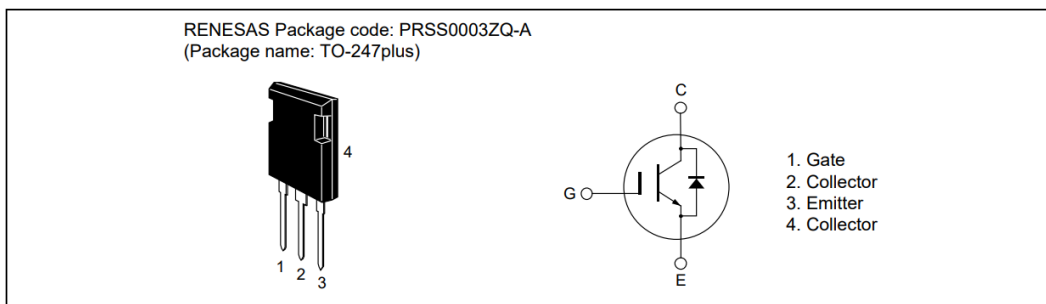 RENESAS Package code: PRSS0003ZQ-A
(Package name: TO-247plus)
4
1
2
3
C
G
E
1. Gate
2. Collector
3. Emitter
4. Collector